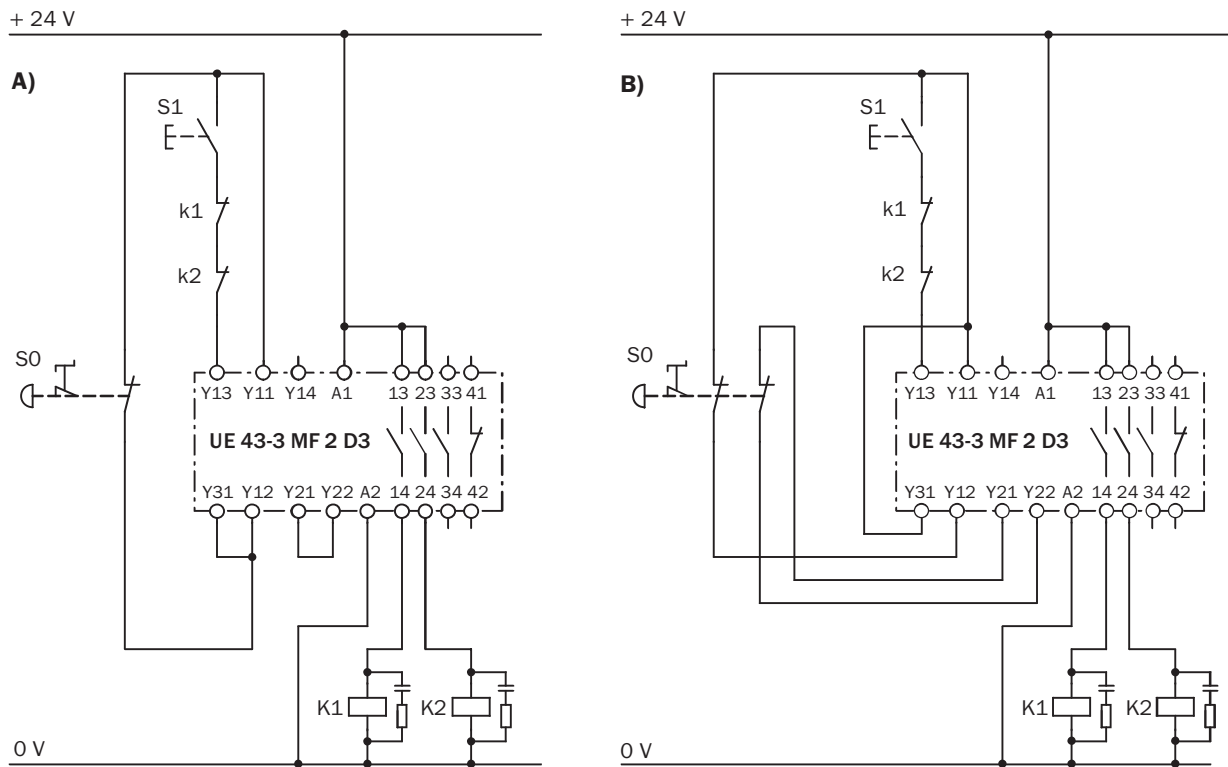 + 24 V
A)
S1
k1
k2
S0
Y13 Y11 Y14 A1 13 23 33 41
UE 43-3 MF 2 D3
Y31 Y12 Y21 Y22 A2 14 24 34 42
K1 K2
0 V
+ 24 V
B)
S1
k1
k2
S0
Y13 Y11 Y14 A1 13 23 33 41
UE 43-3 MF 2 D3
Y31 Y12 Y21 Y22 A2 14 24 34 42
K1 K2
0 V